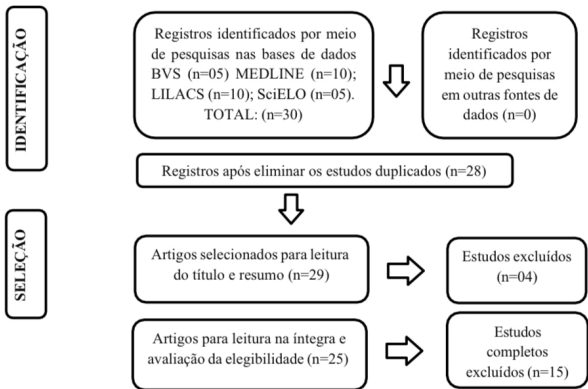 IDENTIFICAÇÃO
Registros identificados por meio
de pesquisas nas bases de dados
BVS (n=05) MEDLINE (n=10);
LILACS (n=10); SciELO (n=05).
TOTAL: (n=30)
Registros
identificados por
meio de pesquisas
em outras fontes de
dados (n=0)
Registros após eliminar os estudos duplicados (n=28)
SELEÇÃO
Artigos selecionados para leitura
do título e resumo (n=29)
Estudos excluídos
(n=04)
Artigos para leitura na íntegra e
avaliação da elegibilidade (n=25)
Estudos
completos
excluídos (n=15)